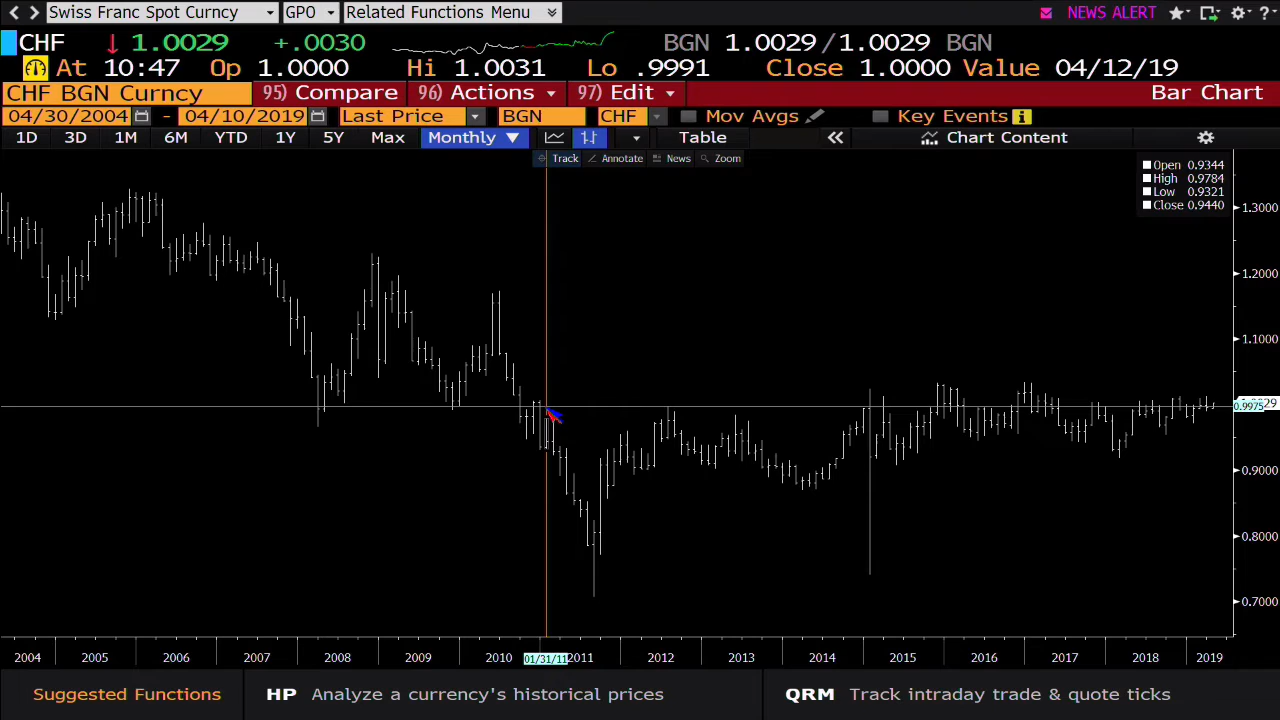 Swiss Franc Spot Curncy GPO Related Functions Menu NEWS ALERT ?
CHF 1.0029 +.0030 BGN 1.0029/1.0029 BGN
At 10:47 Op 1.0000 Hi 1.0031 Lo .9991 Close 1.0000 Value 04/12/19
CHF BGN Curncy 95) Compare 96) Actions 97) Edit Bar Chart
04/30/2004 - 04/10/2019 Last Price BGN CHF Mov Avgs Key Events i
1D 3D 1M 6M YTD 1Y 5Y Max Monthly Table « Chart Content
Track Annotate News Zoom
Open 0.9344
High 0.9784
Low 0.9321
Close 0.9440
1.3000
1.2000
1.1000
0.9975
0.9000
0.8000
0.7000
2004 2005 2006 2007 2008 2009 2010 01/31/11 2011 2012 2013 2014 2015 2016 2017 2018 2019
Suggested Functions HP Analyze a currency's historical prices QRM Track intraday trade & quote ticks